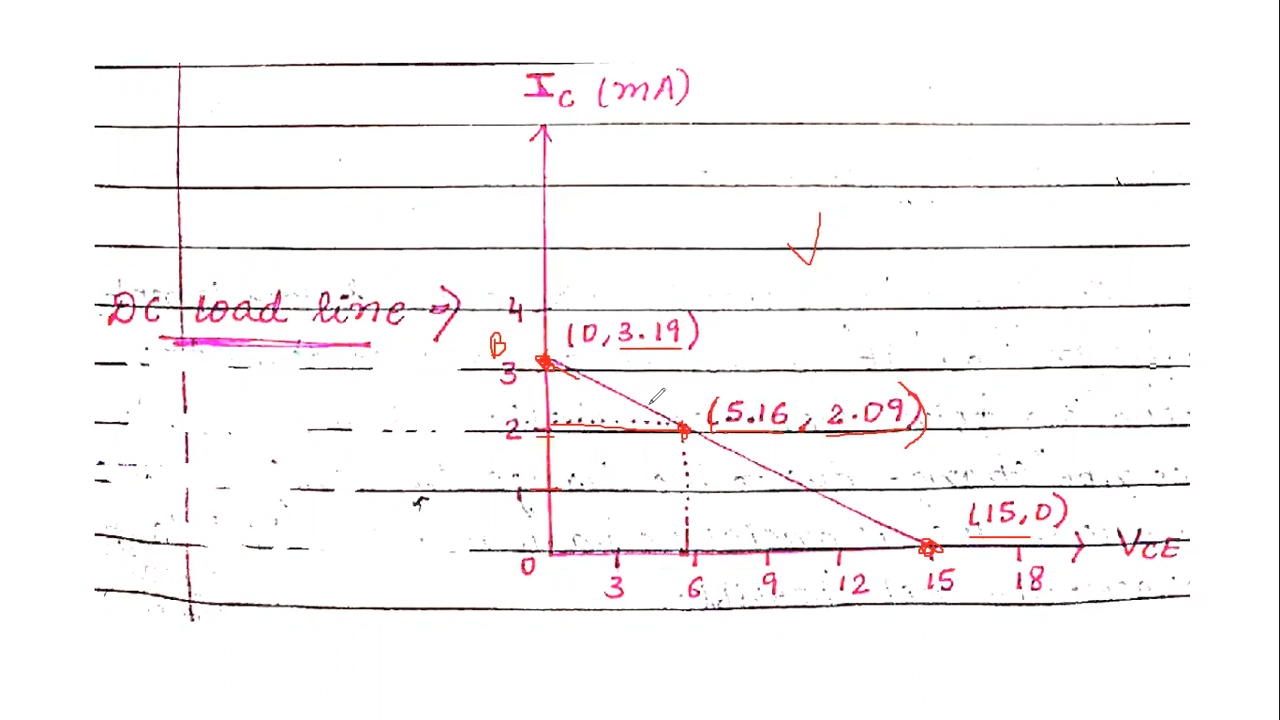 IC (mA)
DC load line → 4
(0, 3.19)
B
3
(5.16, 2.09)
2
1
(15,0)
VCE
0 3 6 9 12 15 18